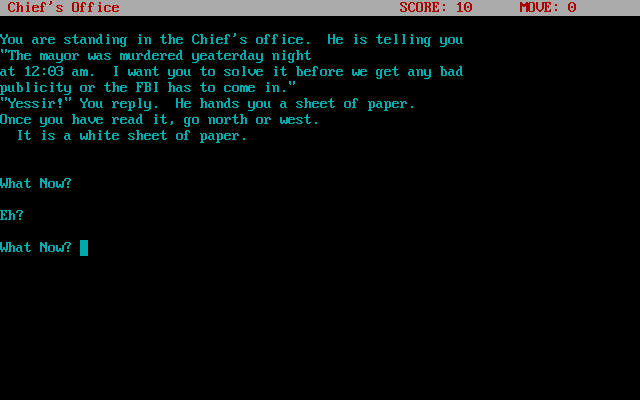 Chief's Office SCORE: 10 MOVE: 0
You are standing in the Chief's office.  He is telling you
"The mayor was murdered yeaterday night
at 12:03 am.  I want you to solve it before we get any bad
publicity or the FBI has to come in."
"Yessir!" You reply.  He hands you a sheet of paper.
Once you have read it, go north or west.
It is a white sheet of paper.
What Now?
Eh?
What Now?